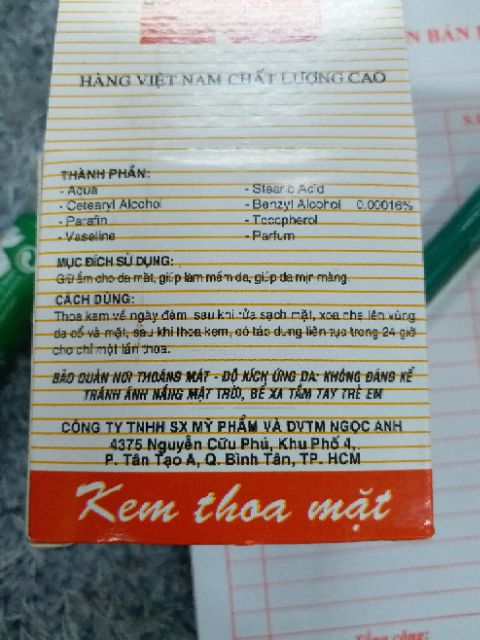 HÀNG VIỆT NAM CHẤT LƯỢNG CAO
N BẢN
THÀNH PHẦN:
- Aqua
- Cetearyl Alcohol
- Parafin
- Vaseline
- Stearic Acid
- Benzyl Alcohol 0,00016%
- Tocopherol
- Parfum
MỤC ĐÍCH SỬ DỤNG:
Giữ ẩm cho da mặt, giúp làm mềm da, giúp da mịn màng.
CÁCH DÙNG:
Thoa kem về ngày đêm, sau khi rửa sạch mặt, xoa nhẹ lên vùng
da cổ và mặt, sau khi thoa kem, có tác dụng liên tục trong 24 giờ
cho chỉ một lần thoa.
BẢO QUẢN NƠI THOÁNG MÁT - ĐỘ KÍCH ỨNG DA: KHÔNG ĐÁNG KỂ
TRÁNH ÁNH NẮNG MẶT TRỜI, ĐỂ XA TẦM TAY TRẺ EM
CÔNG TY TNHH SX MỸ PHẨM VÀ DVTM NGỌC ANH
4375 Nguyễn Cửu Phú, Khu Phố 4,
P. Tân Tạo A, Q. Bình Tân, TP. HCM
Kem thoa mặt
Tổng cộng: